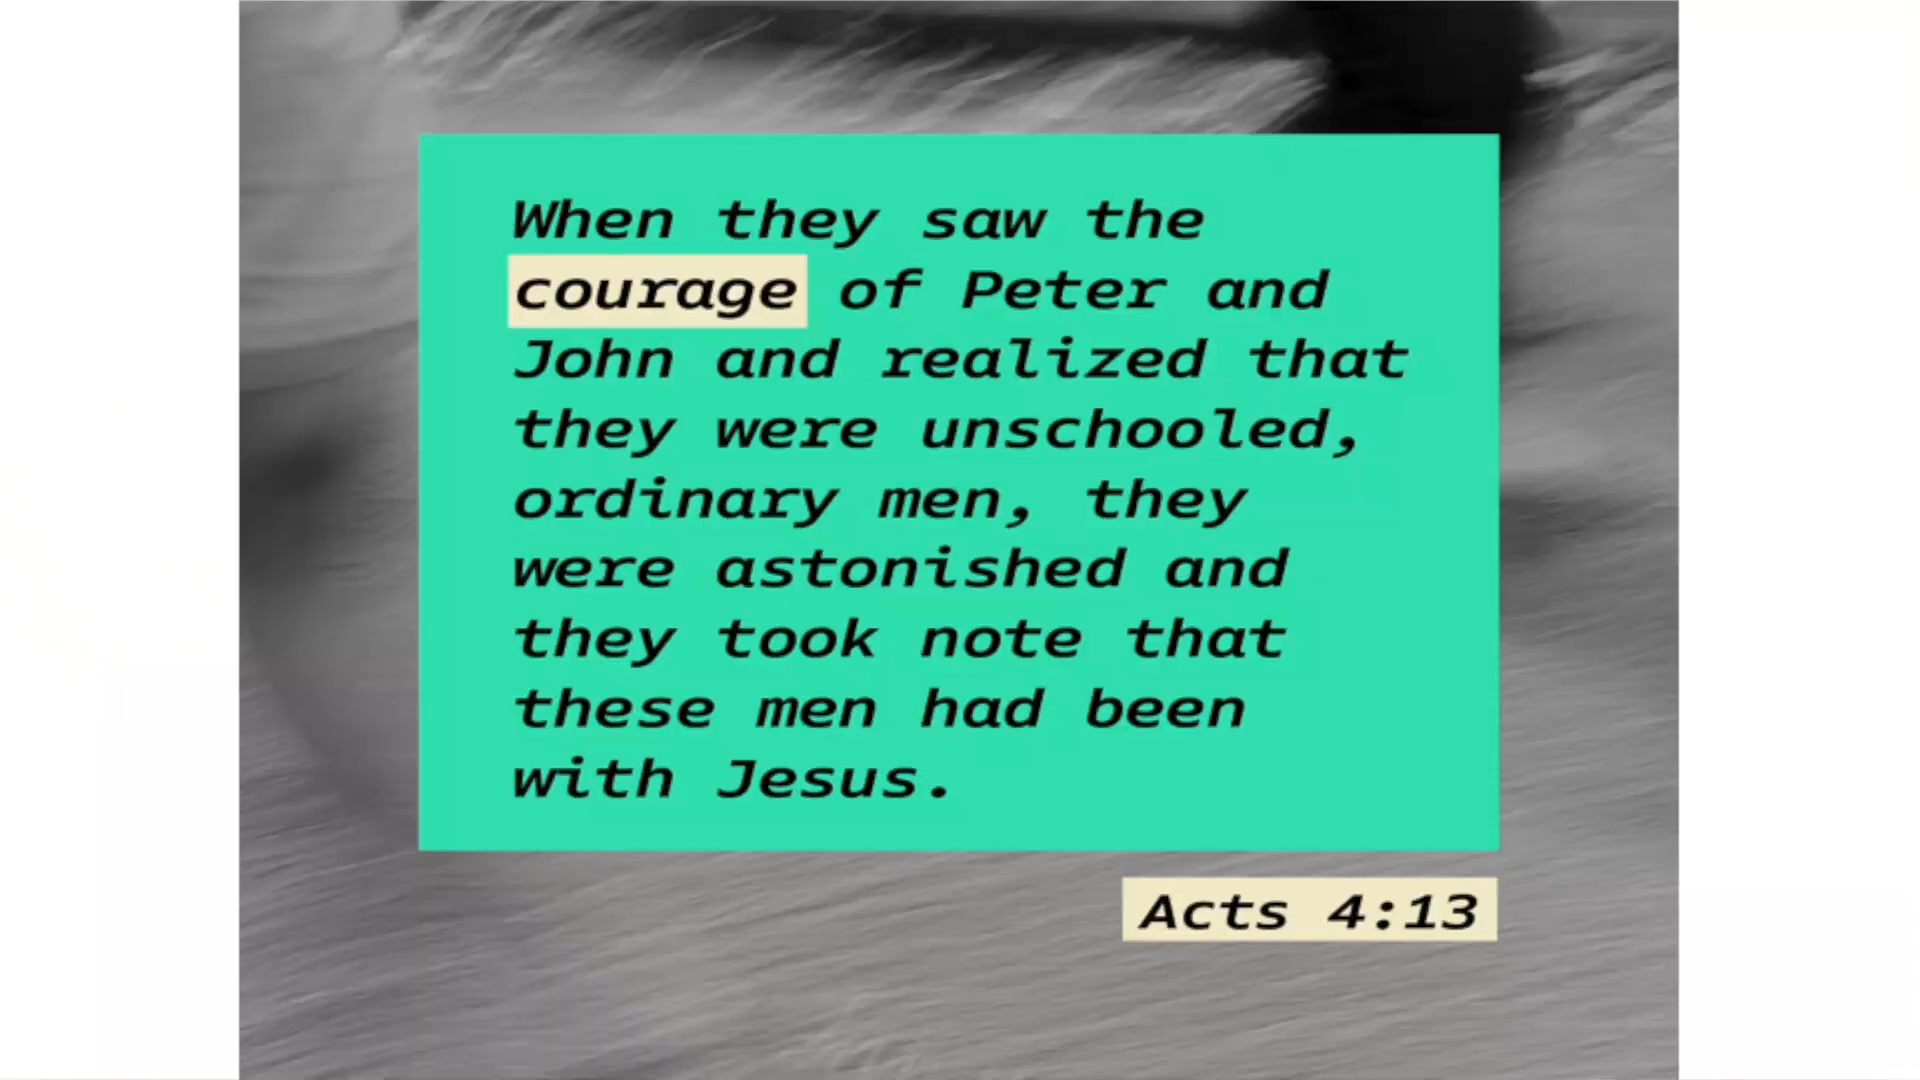 When they saw the
courage of Peter and
John and realized that
they were unschooled,
ordinary men, they
were astonished and
they took note that
these men had been
with Jesus.
Acts 4:13